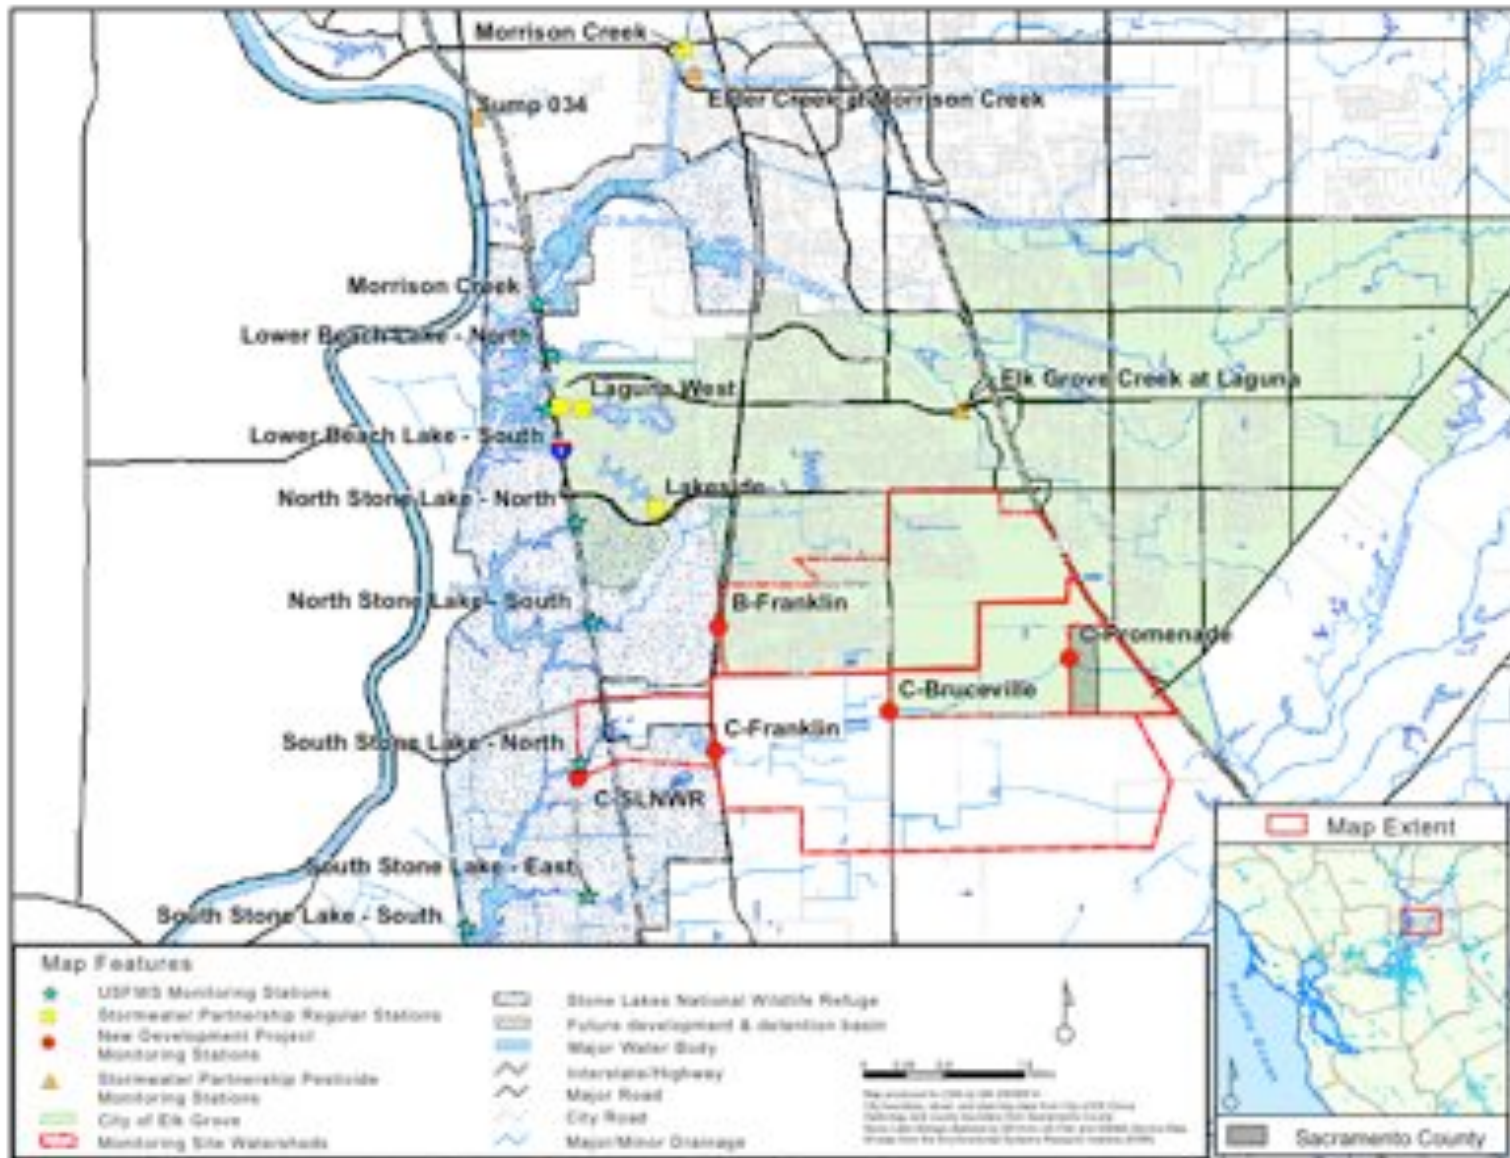 Morrison Creek
Elder Creek at Morrison Creek
Sump 034
Morrison Creek
Lower Beach Lake - North
Laguna West
Elk Grove Creek at Laguna
Lower Beach Lake - South
North Stone Lake - North
Lakeside
North Stone Lake - South
B-Franklin
C-Promenade
C-Bruceville
South Stone Lake - North
C-Franklin
C-SLNWR
South Stone Lake - East
South Stone Lake - South
Map Features
USFWS Monitoring Stations
Stormwater Partnership Regular Stations
New Development Project
Monitoring Stations
Stormwater Partnership Pesticide
Monitoring Stations
City of Elk Grove
Monitoring Site Watersheds
Stone Lakes National Wildlife Refuge
Future development & detention basin
Major Water Body
Interstate/Highway
Major Road
City Road
Major/Minor Drainage
Map Extent
Pacific Ocean
Sacramento County